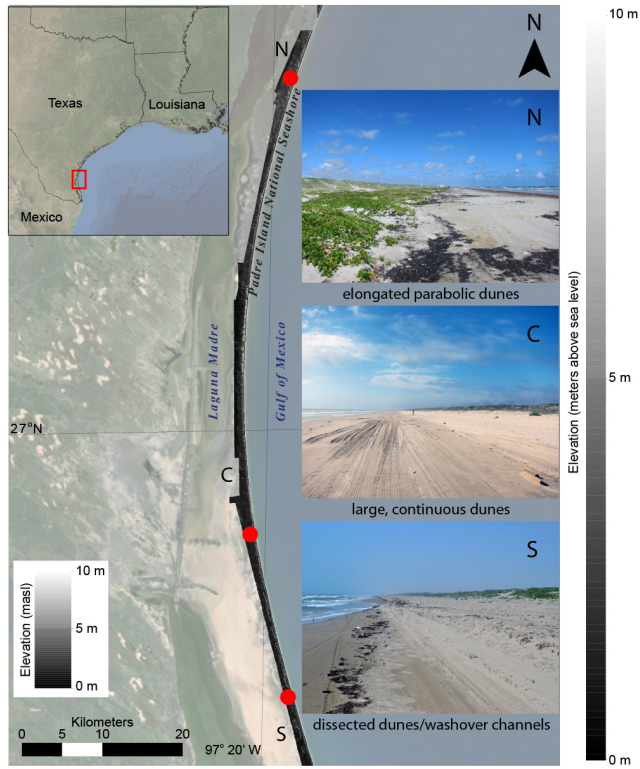 Texas
Louisiana
Mexico
N
Padre Island National Seashore
Laguna Madre
Gulf of Mexico
27°N
C
S
97° 20' W
Elevation (masl)
10 m
5 m
0 m
Kilometers
0 5 10 20
N
N
elongated parabolic dunes
C
large, continuous dunes
S
dissected dunes/washover channels
10 m
5 m
0 m
Elevation (meters above sea level)